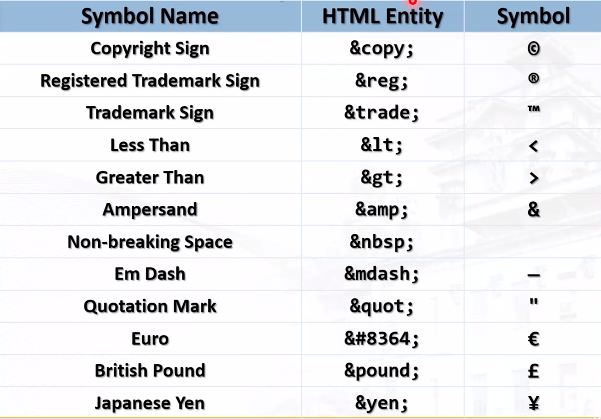 Symbol Name HTML Entity Symbol
Copyright Sign &copy; ©
Registered Trademark Sign &reg; ®
Trademark Sign &trade; ™
Less Than &lt; <
Greater Than &gt; >
Ampersand &amp; &
Non-breaking Space &nbsp;
Em Dash &mdash; —
Quotation Mark &quot; "
Euro &#8364; €
British Pound &pound; £
Japanese Yen &yen; ¥